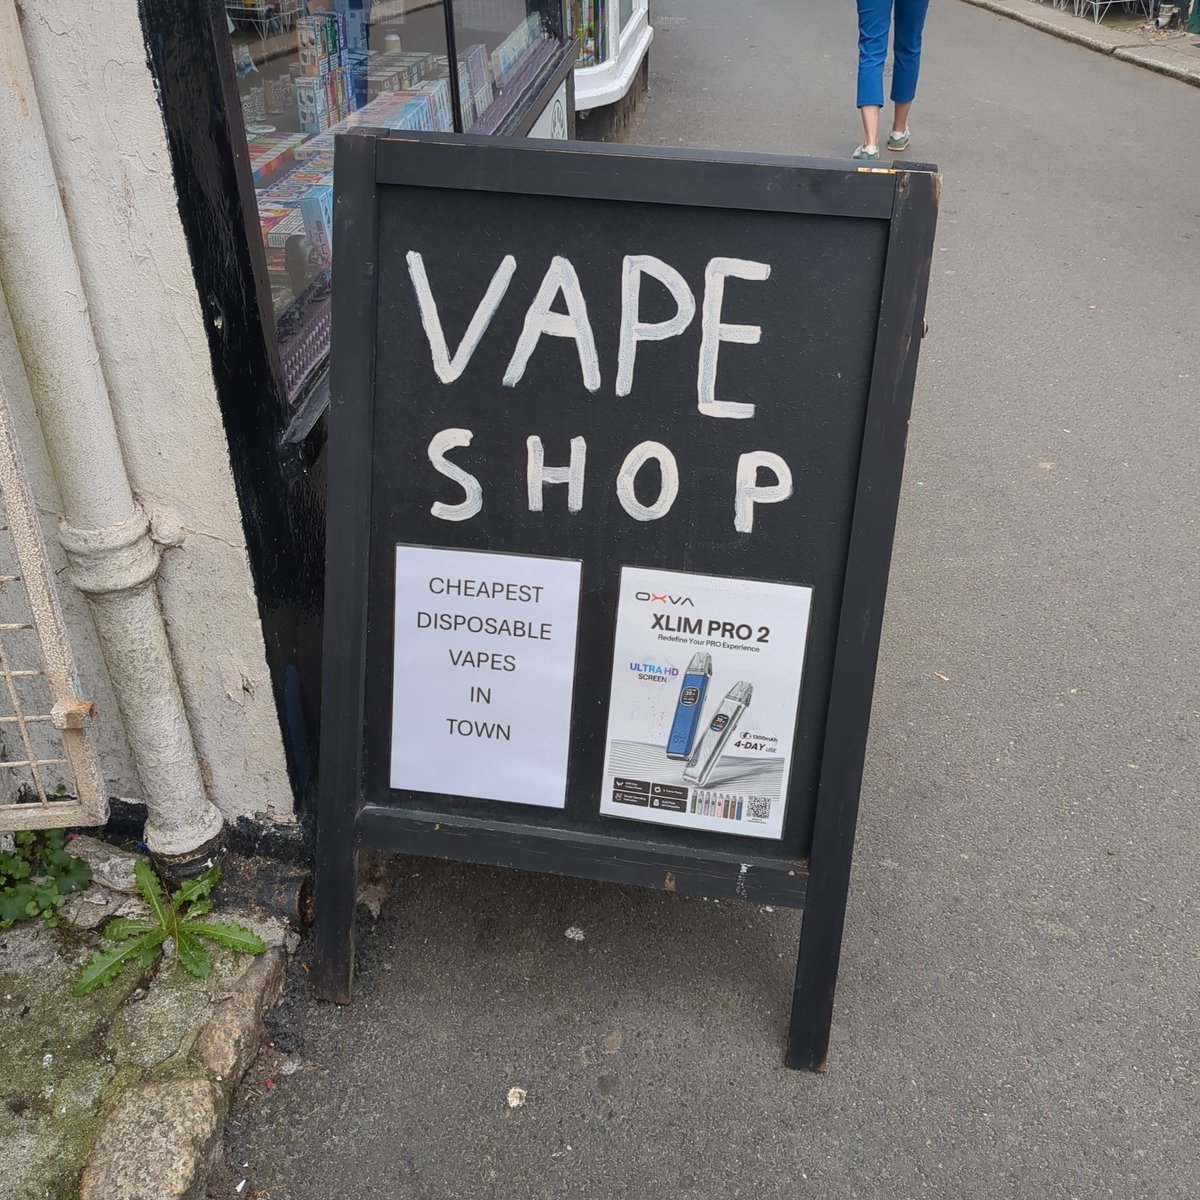 VAPE
SHOP
CHEAPEST
DISPOSABLE
VAPES
IN
TOWN
OXVA
XLIM PRO 2
Redefine Your PRO Experience
ULTRA HD
SCREEN
1300mAh
4-DAY USE